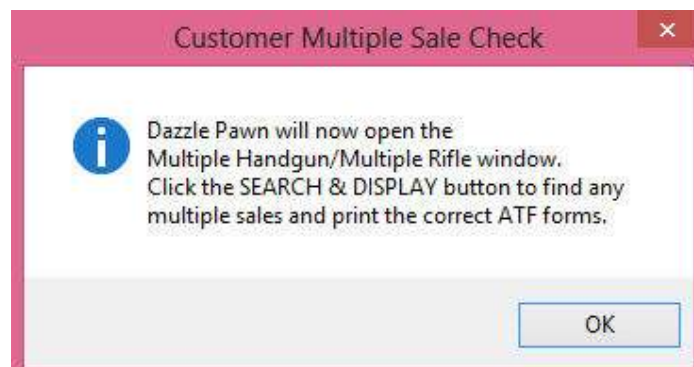 Customer Multiple Sale Check
Dazzle Pawn will now open the
Multiple Handgun/Multiple Rifle window.
Click the SEARCH & DISPLAY button to find any
multiple sales and print the correct ATF forms.
OK